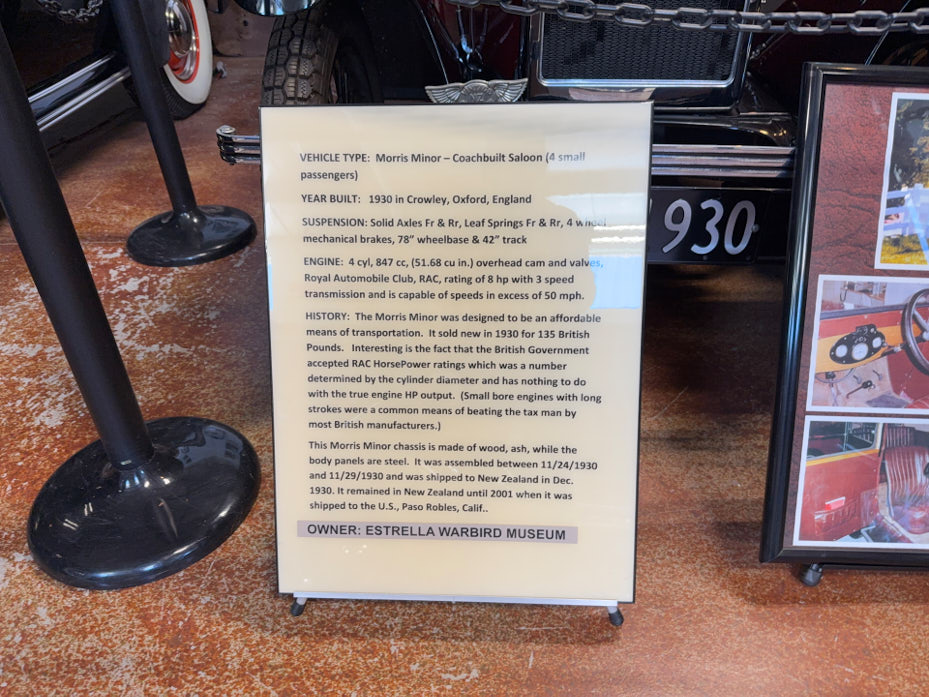 VEHICLE TYPE: Morris Minor – Coachbuilt Saloon (4 small
passengers)
YEAR BUILT: 1930 in Crowley, Oxford, England
SUSPENSION: Solid Axles Fr & Rr, Leaf Springs Fr & Rr, 4 wheel
mechanical brakes, 78” wheelbase & 42” track
ENGINE: 4 cyl, 847 cc, (51.68 cu in.) overhead cam and valves,
Royal Automobile Club, RAC, rating of 8 hp with 3 speed
transmission and is capable of speeds in excess of 50 mph.
HISTORY: The Morris Minor was designed to be an affordable
means of transportation. It sold new in 1930 for 135 British
Pounds. Interesting is the fact that the British Government
accepted RAC HorsePower ratings which was a number
determined by the cylinder diameter and has nothing to do
with the true engine HP output. (Small bore engines with long
strokes were a common means of beating the tax man by
most British manufacturers.)
This Morris Minor chassis is made of wood, ash, while the
body panels are steel. It was assembled between 11/24/1930
and 11/29/1930 and was shipped to New Zealand in Dec.
1930. It remained in New Zealand until 2001 when it was
shipped to the U.S., Paso Robles, Calif..
OWNER: ESTRELLA WARBIRD MUSEUM
930